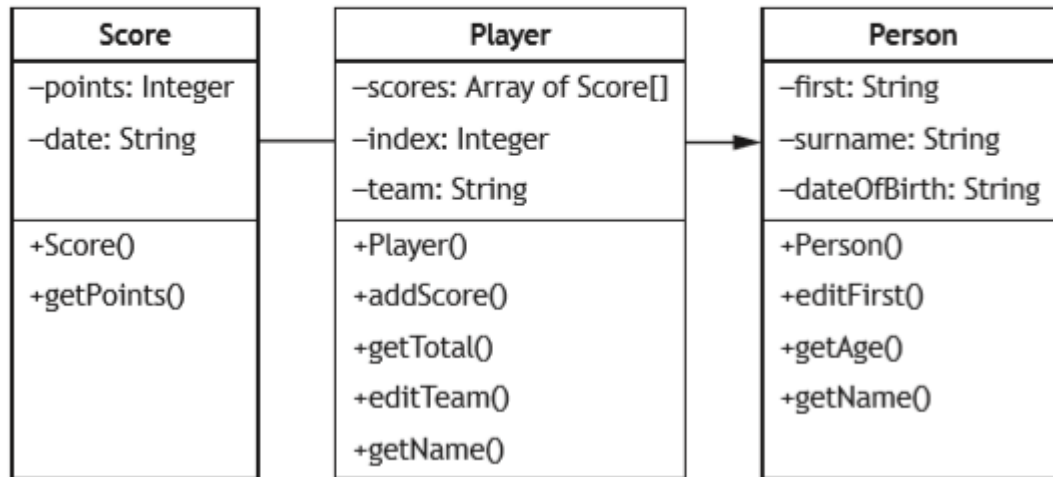 Score
–points: Integer
–date: String
+Score()
+getPoints()
Player
–scores: Array of Score[]
–index: Integer
–team: String
+Player()
+addScore()
+getTotal()
+editTeam()
+getName()
Person
–first: String
–surname: String
–dateOfBirth: String
+Person()
+editFirst()
+getAge()
+getName()